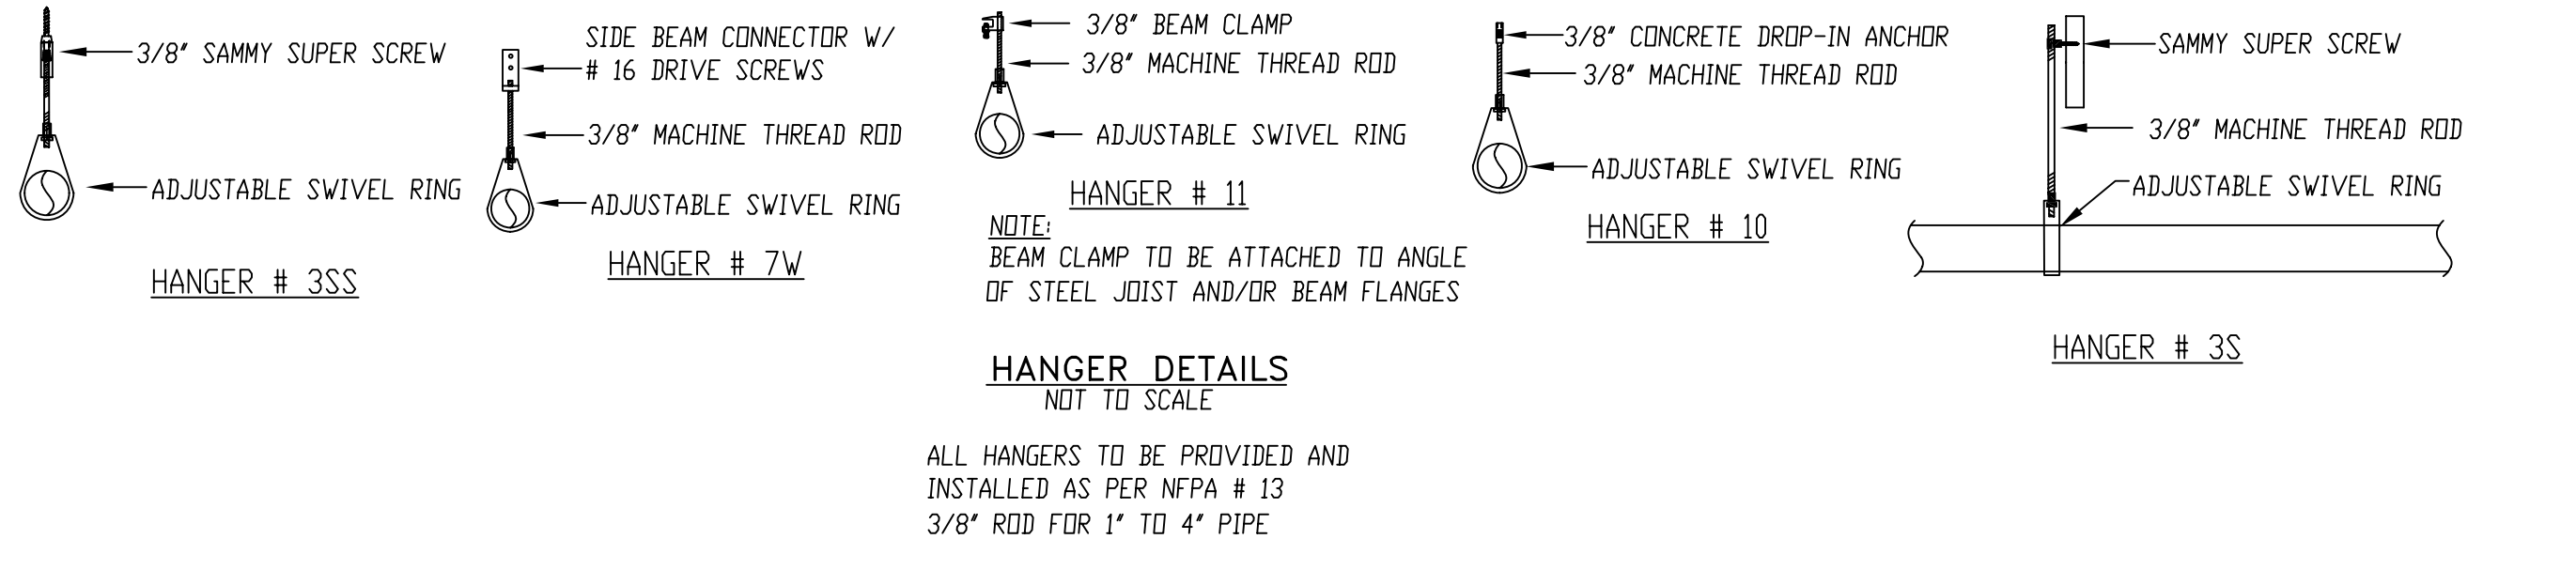 3/8" SAMMY SUPER SCREW
ADJUSTABLE SWIVEL RING
HANGER # 3SS
SIDE BEAM CONNECTOR W/
# 16 DRIVE SCREWS
3/8" MACHINE THREAD ROD
ADJUSTABLE SWIVEL RING
HANGER # 7W
3/8" BEAM CLAMP
3/8" MACHINE THREAD ROD
ADJUSTABLE SWIVEL RING
HANGER # 11
NOTE:
BEAM CLAMP TO BE ATTACHED TO ANGLE
OF STEEL JOIST AND/OR BEAM FLANGES
3/8" CONCRETE DROP-IN ANCHOR
3/8" MACHINE THREAD ROD
ADJUSTABLE SWIVEL RING
HANGER # 10
SAMMY SUPER SCREW
3/8" MACHINE THREAD ROD
ADJUSTABLE SWIVEL RING
HANGER # 3S
HANGER DETAILS
NOT TO SCALE
ALL HANGERS TO BE PROVIDED AND
INSTALLED AS PER NFPA # 13
3/8" ROD FOR 1" TO 4" PIPE